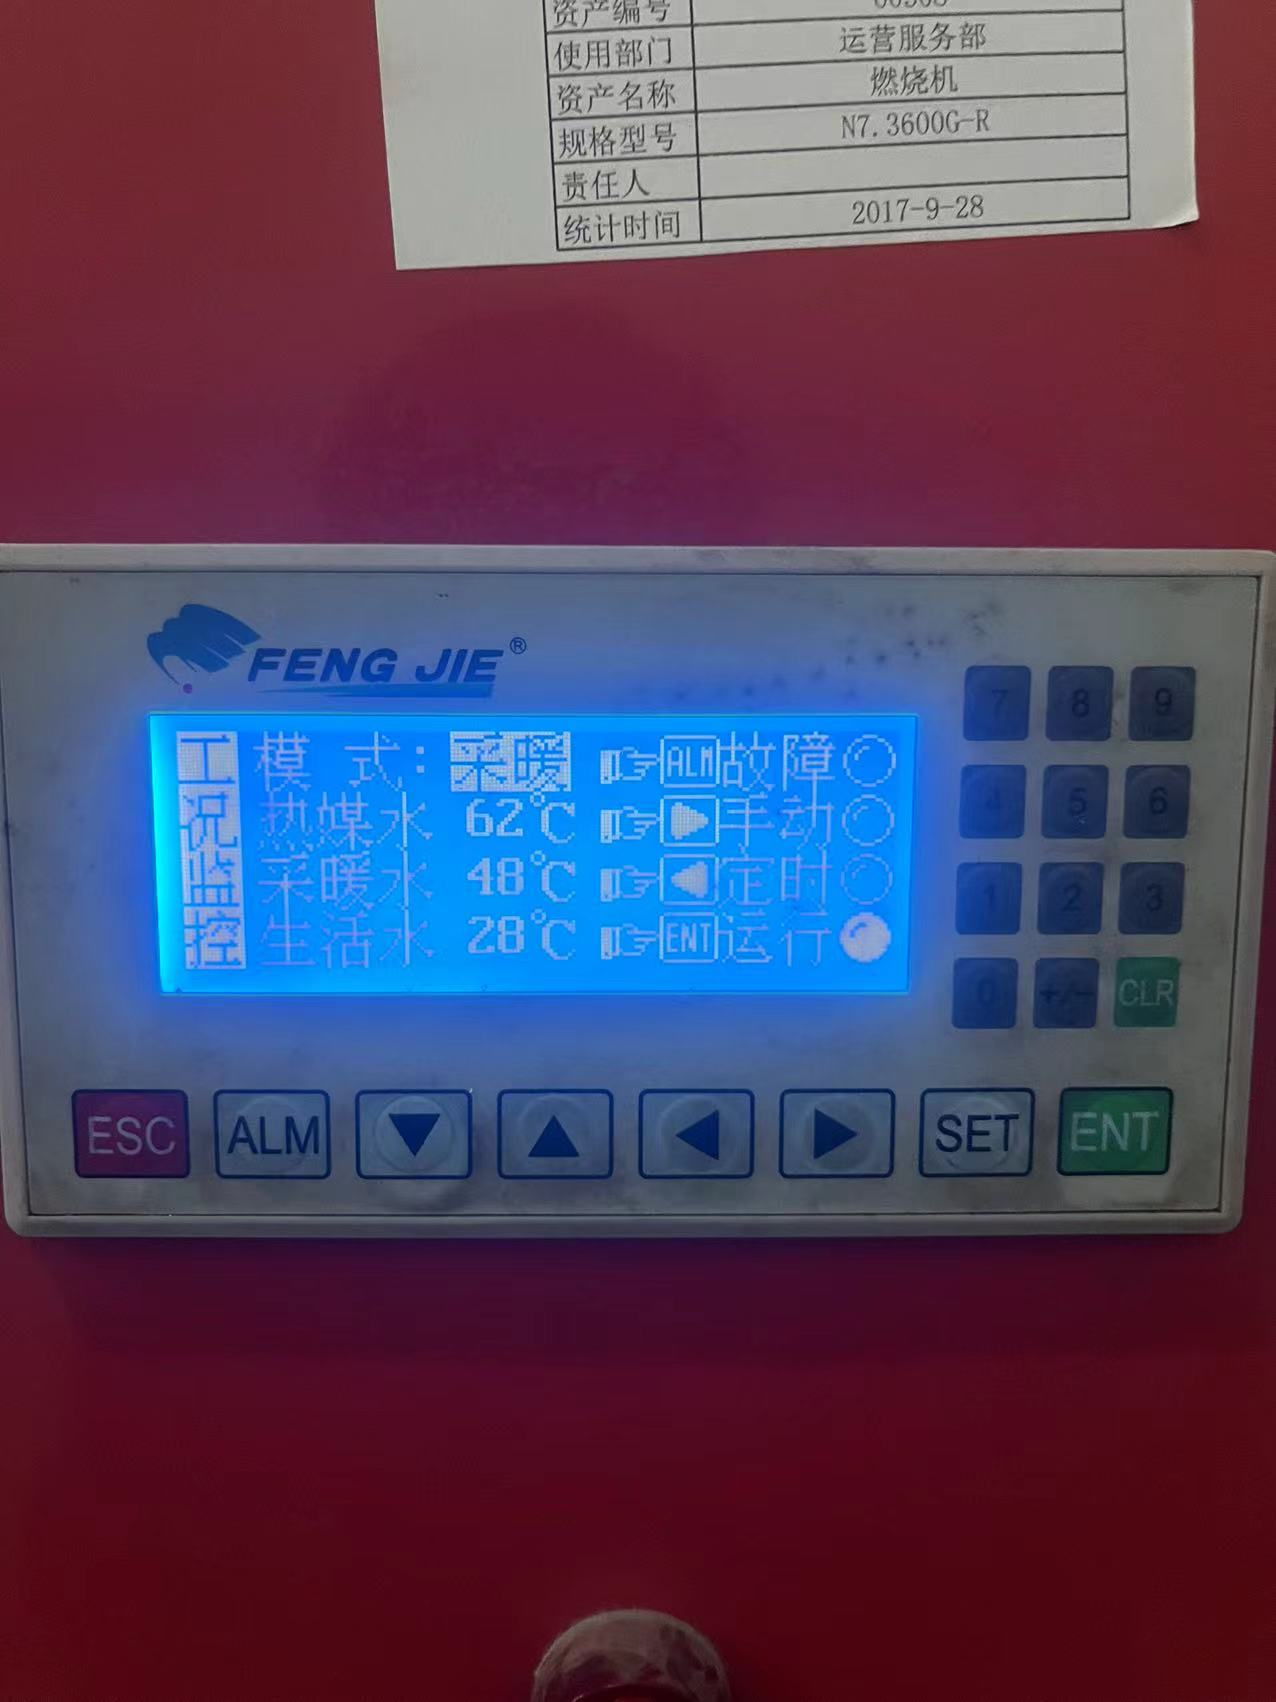 资产编号
使用部门 运营服务部
资产名称 燃烧机
规格型号 N7.3600G-R
责任人
统计时间 2017-9-28
FENG JIE®
工况监控
模式：采暖 ALM 故障
热媒水 62℃ 手动
采暖水 48℃ 定时
生活水 28℃ ENT 运行
7 8 9
4 5 6
1 2 3
0 +/- CLR
ESC ALM ▼ ▲ ◀ ▶ SET ENT